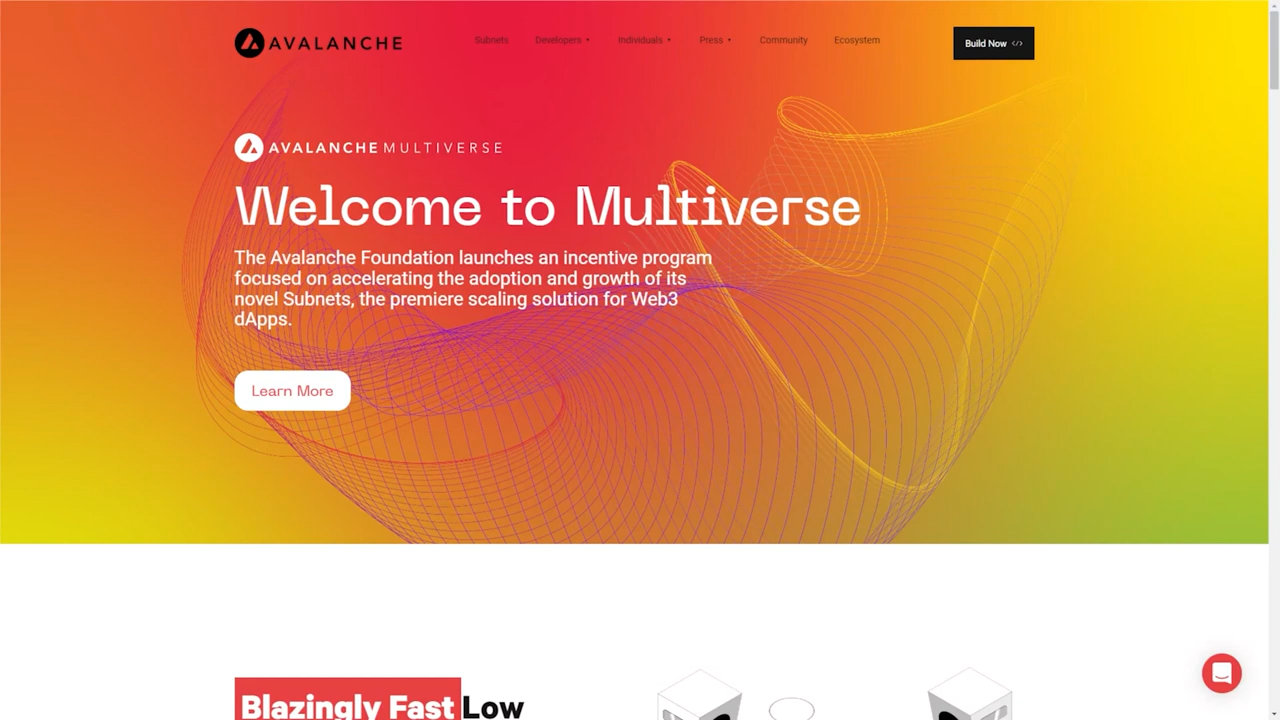 AVALANCHE
Subnets Developers Individuals Press Community Ecosystem
Build Now </>
AVALANCHE MULTIVERSE
Welcome to Multiverse
The Avalanche Foundation launches an incentive program
focused on accelerating the adoption and growth of its
novel Subnets, the premiere scaling solution for Web3
dApps.
Learn More
Blazingly Fast Low